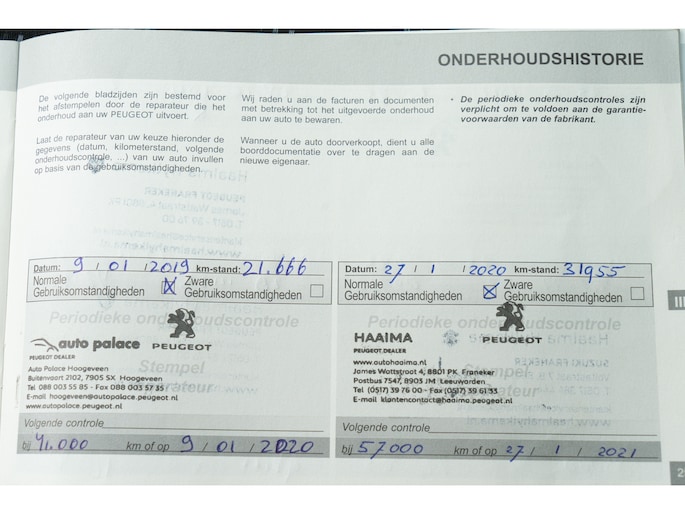 ONDERHOUDSHISTORIE
De volgende bladzijden zijn bestemd voor
het afstempelen door de reparateur die het
onderhoud aan uw PEUGEOT uitvoert.
Laat de reparateur van uw keuze hieronder de
gegevens (datum, kilometerstand, volgende
onderhoudscontrole, ...) van uw auto invullen
op basis van de gebruiksomstandigheden.
Wij raden u aan de facturen en documenten
met betrekking tot het uitgevoerde onderhoud
aan uw auto te bewaren.
Wanneer u de auto doorverkoopt, dient u alle
boorddocumentatie over te dragen aan de
nieuwe eigenaar.
• De periodieke onderhoudscontroles zijn
verplicht om te voldoen aan de garantie-
voorwaarden van de fabrikant.
Datum: 9 / 01 / 2019 km-stand: 21.666
Normale
Gebruiksomstandigheden
Zware
Gebruiksomstandigheden
Periodieke onderhoudscontrole
auto palace
PEUGEOT DEALER
PEUGEOT
Stempel
reparateur
Auto Palace Hoogeveen
Buitenvaart 2102, 7905 SX Hoogeveen
Tel 088 003 55 85 - Fax 088 003 57 35
E-mail hoogeveen@autopalace.peugeot.nl
www.autopalace.peugeot.nl
Volgende controle
bij 41.000 km of op 9 / 01 / 2020
Datum: 27 / 1 / 2020 km-stand: 31955
Normale
Gebruiksomstandigheden
Zware
Gebruiksomstandigheden
Periodieke onderhoudscontrole
HAAIMA
PEUGEOT DEALER
PEUGEOT
Stempel
reparateur
www.autohaaima.nl
James Wattstraat 4, 8801 PK Franeker
Postbus 7547, 8903 JM Leeuwarden
Tel (0517) 39 76 00 - Fax (0517) 39 61 33
E-mail klantencontact@haaima.peugeot.nl
Volgende controle
bij 57000 km of op 27 / 1 / 2021